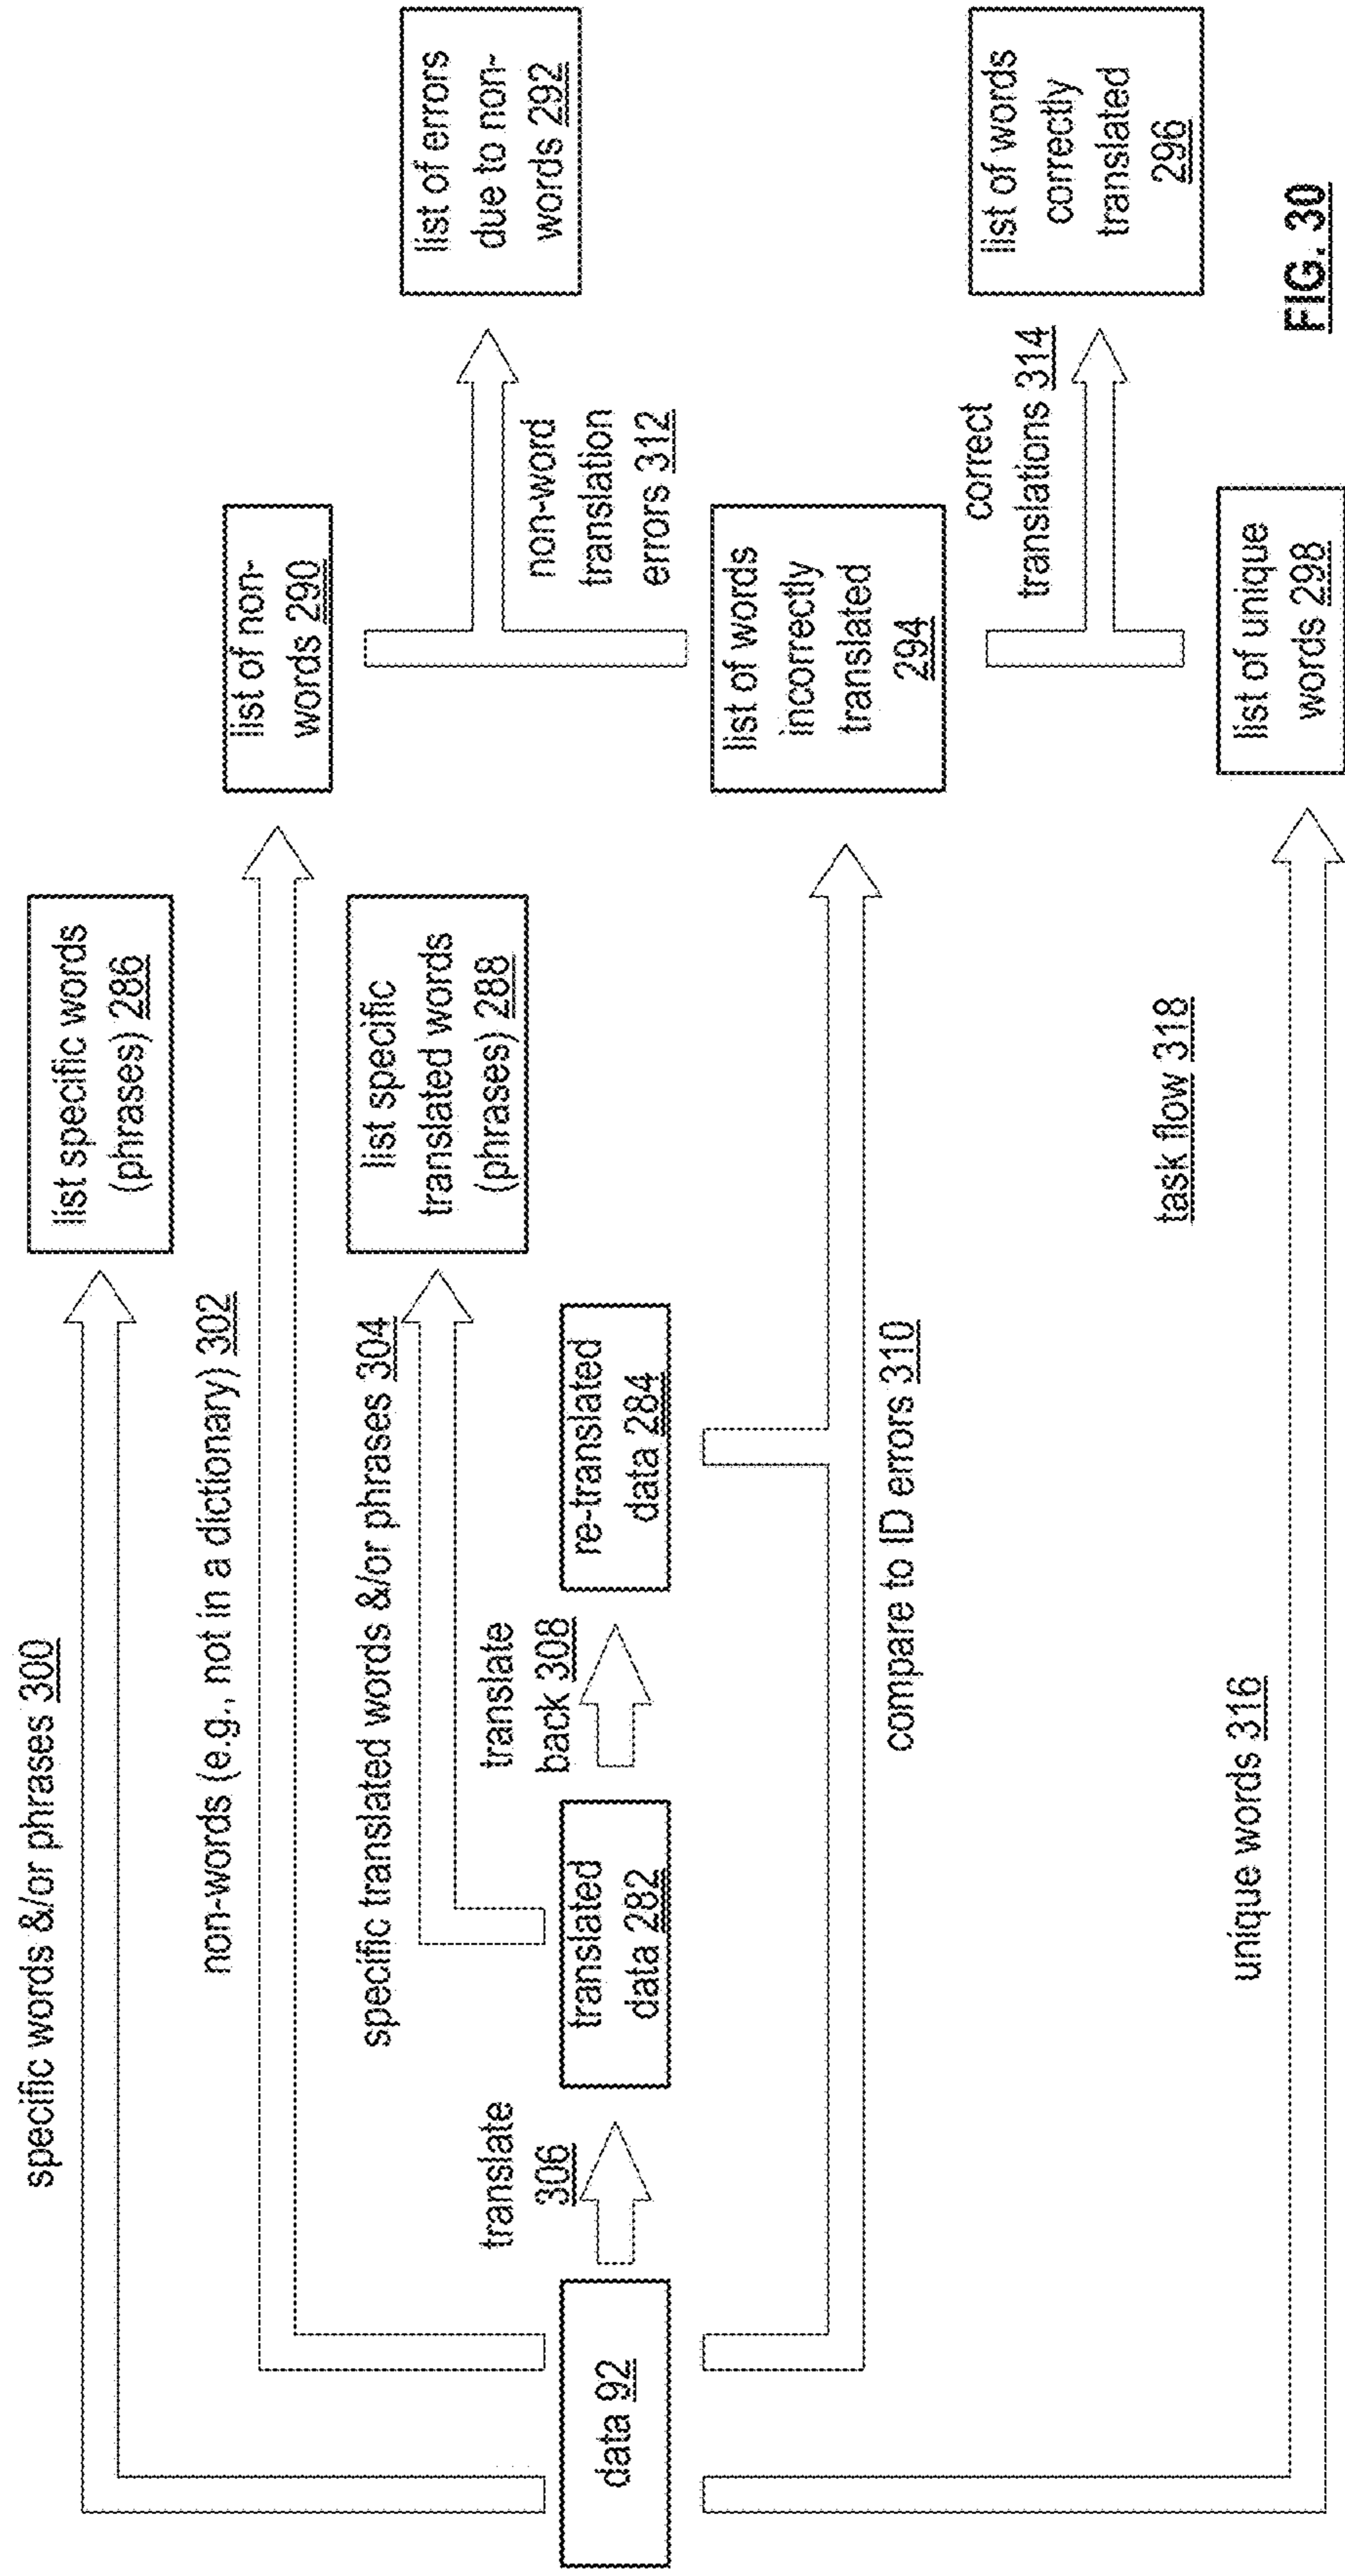 specific words &/or phrases 300
list specific words
(phrases) 286
non-words (e.g., not in a dictionary) 302
list of non-
words 290
specific translated words &/or phrases 304
list specific
translated words
(phrases) 288
list of errors
due to non-
words 292
non-word
translation
errors 312
translate
306
translate
back 308
data 92
translated
data 282
re-translated
data 284
list of words
incorrectly
translated
294
compare to ID errors 310
correct
translations 314
list of words
correctly
translated
296
task flow 318
unique words 316
list of unique
words 298
FIG. 30